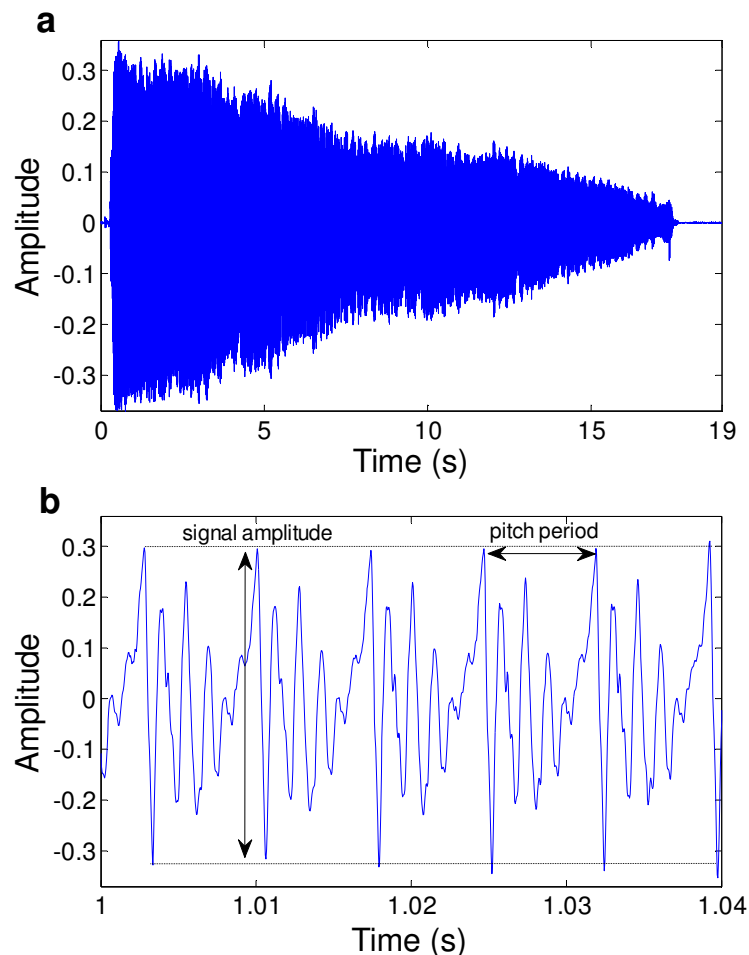 a
0.3
0.2
0.1
0
-0.1
-0.2
-0.3
Amplitude
0 5 10 15 19
Time (s)
b
signal amplitude pitch period
0.3
0.2
0.1
0
-0.1
-0.2
-0.3
Amplitude
1 1.01 1.02 1.03 1.04
Time (s)